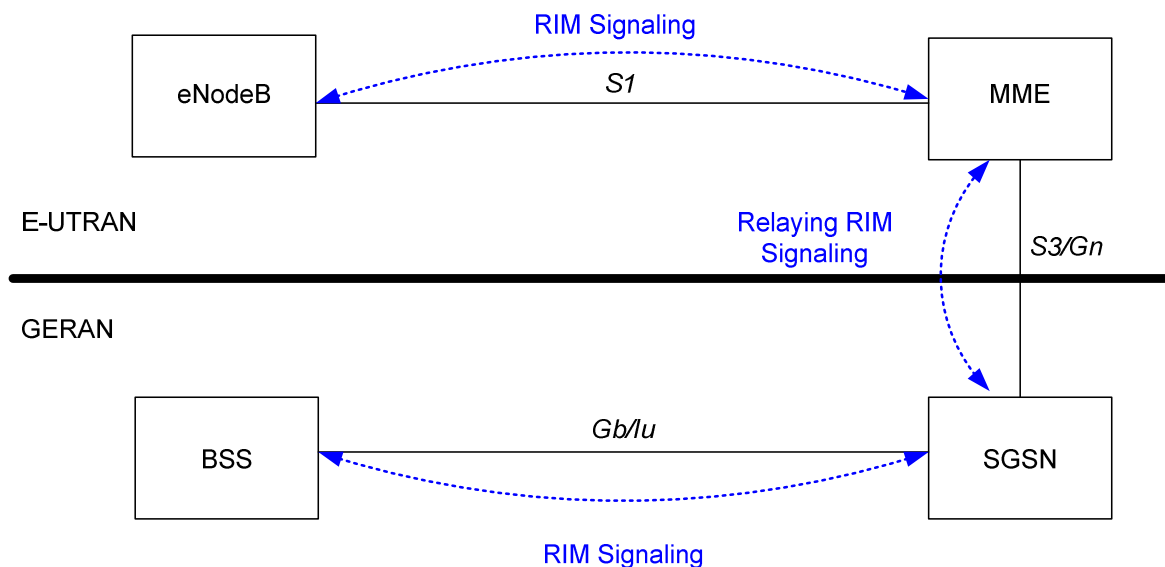 RIM Signaling
eNodeB
S1
MME
E-UTRAN
Relaying RIM
Signaling
S3/Gn
GERAN
BSS
Gb/Iu
SGSN
RIM Signaling